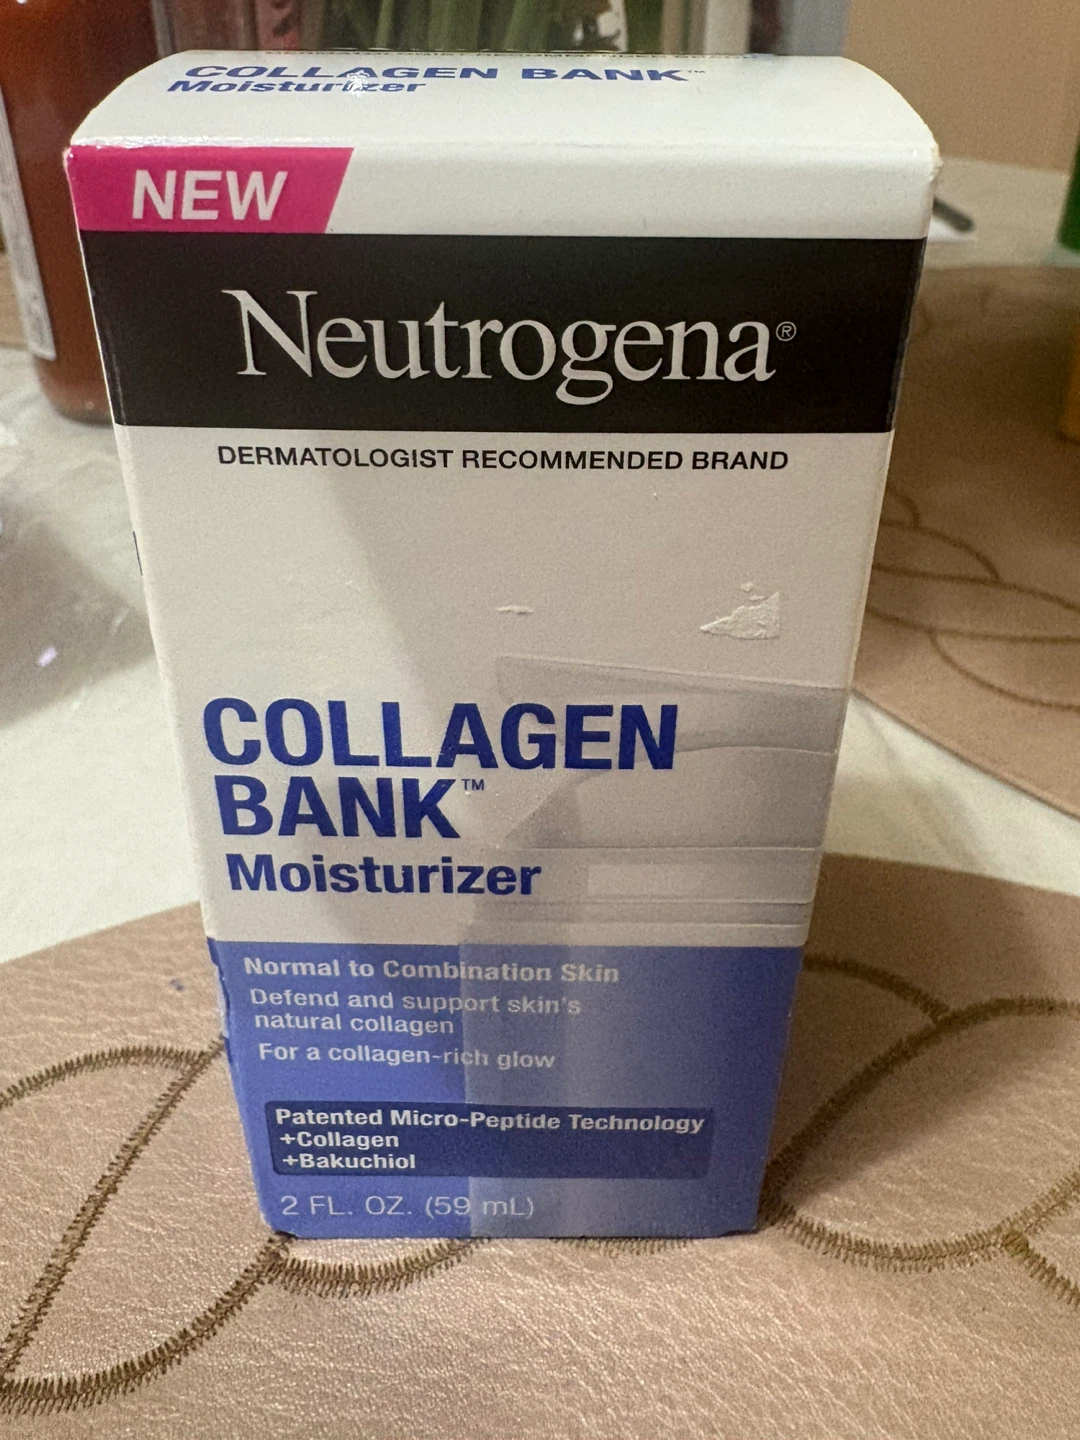 COLLAGEN BANK™
Moisturizer
NEW
Neutrogena®
DERMATOLOGIST RECOMMENDED BRAND
COLLAGEN
BANK™
Moisturizer
Normal to Combination Skin
Defend and support skin's
natural collagen
For a collagen-rich glow
Patented Micro-Peptide Technology
+Collagen
+Bakuchiol
2 FL. OZ. (59 mL)